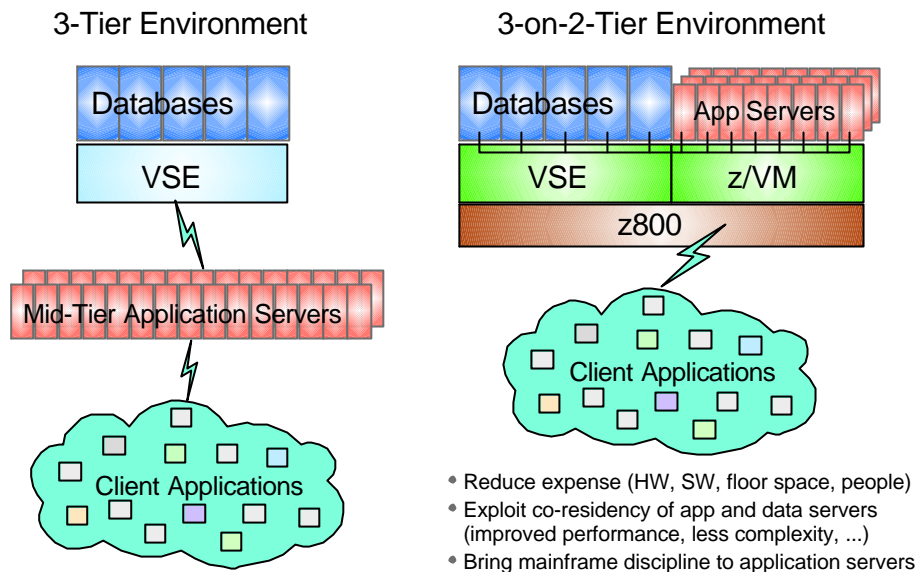 3-Tier Environment
Databases
VSE
Mid-Tier Application Servers
Client Applications
3-on-2-Tier Environment
Databases
App Servers
VSE
z/VM
z800
Client Applications
• Reduce expense (HW, SW, floor space, people)
• Exploit co-residency of app and data servers
(improved performance, less complexity, ...)
• Bring mainframe discipline to application servers